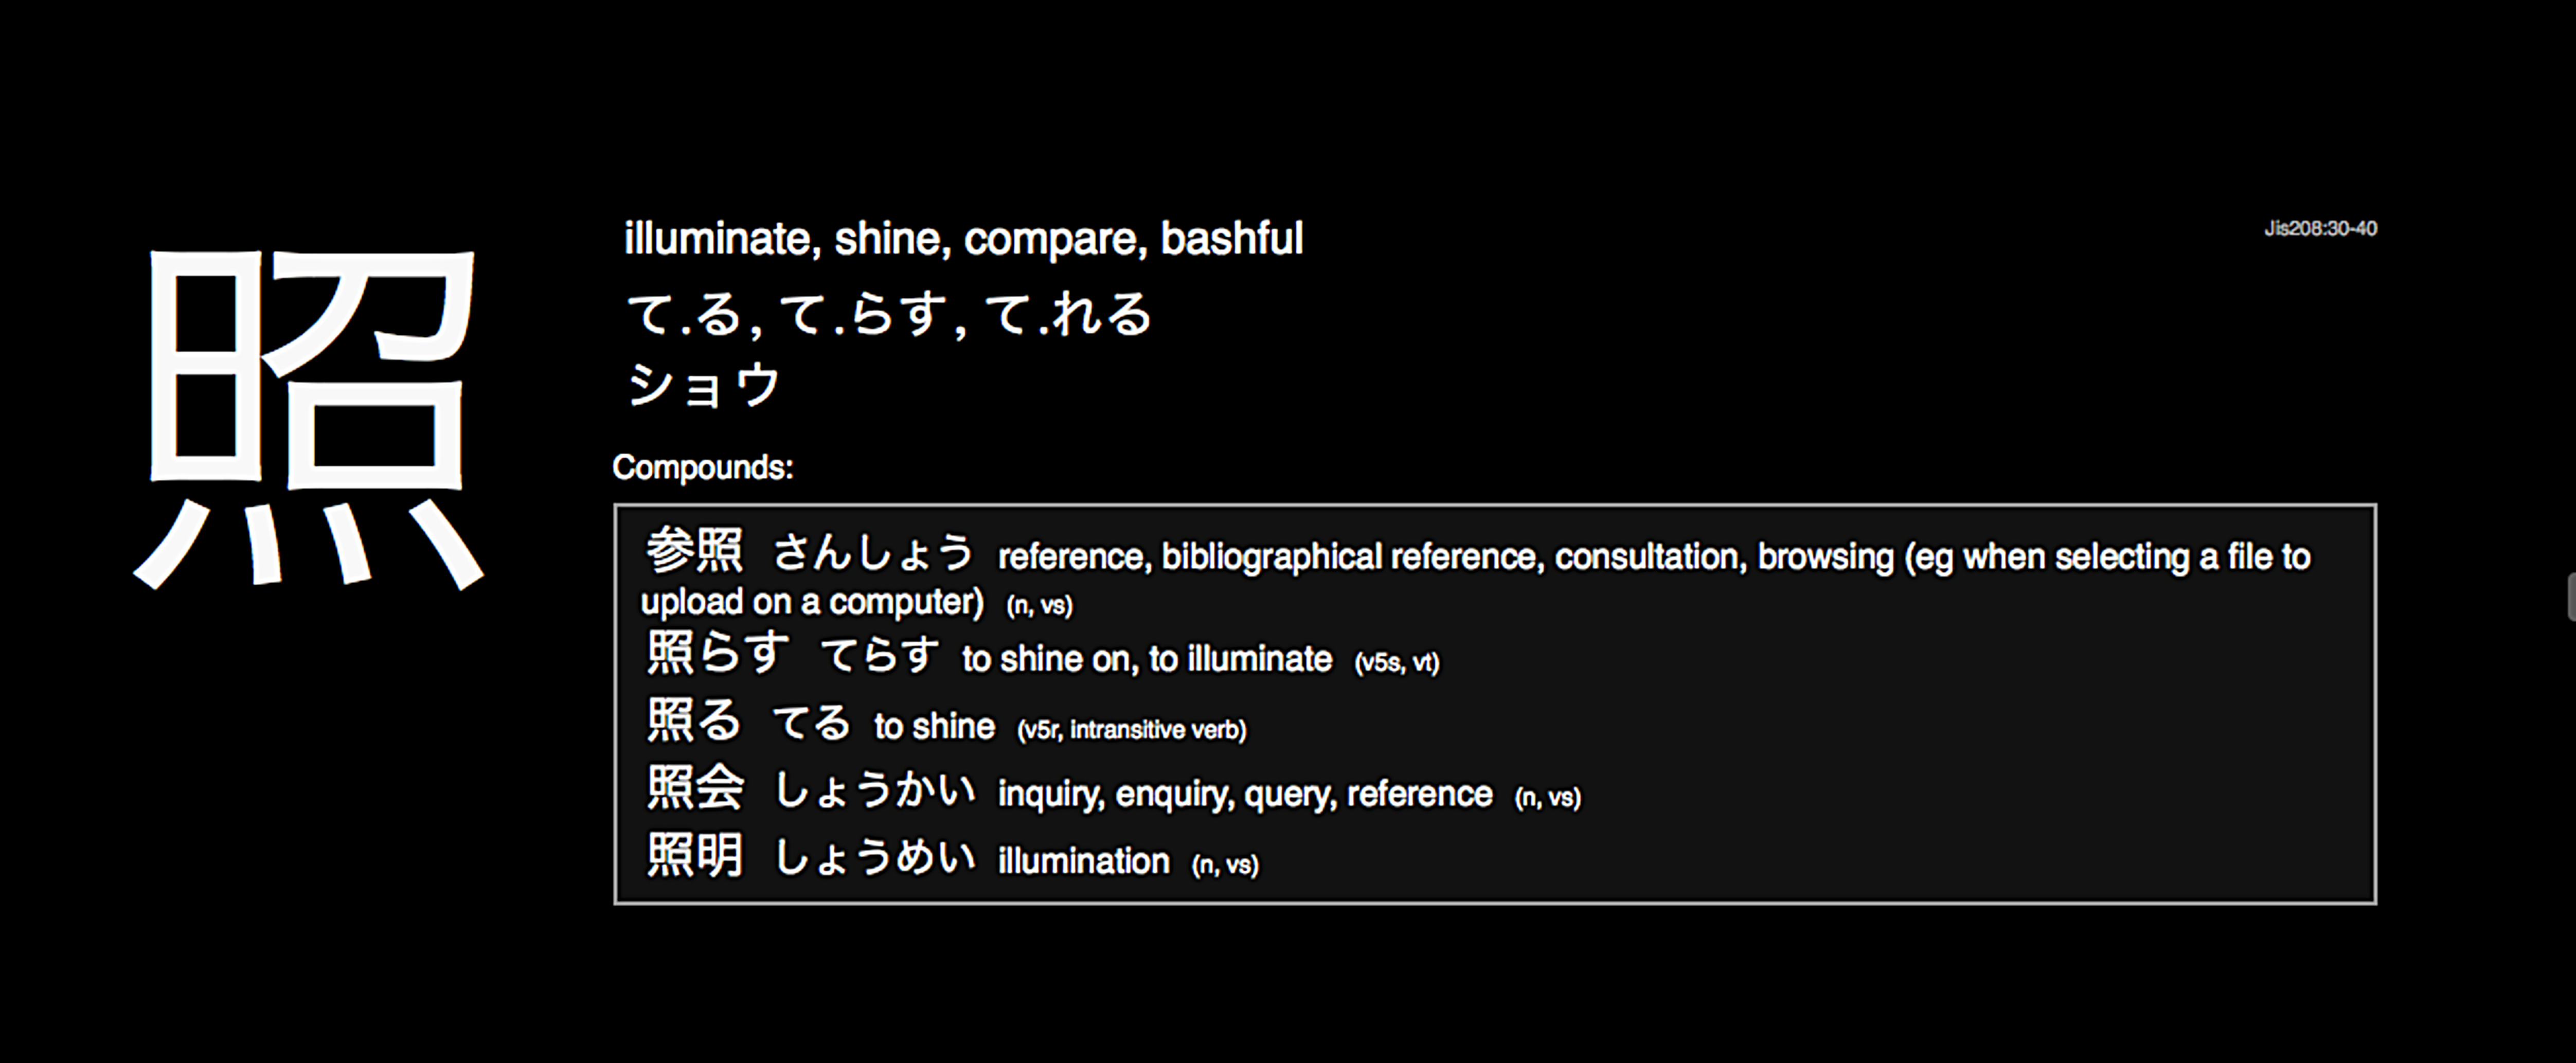 照
illuminate, shine, compare, bashful
Jis208:30-40
て.る, て.らす, て.れる
ショウ
Compounds:
参照 さんしょう reference, bibliographical reference, consultation, browsing (eg when selecting a file to
upload on a computer) (n, vs)
照らす てらす to shine on, to illuminate (v5s, vt)
照る てる to shine (v5r, intransitive verb)
照会 しょうかい inquiry, enquiry, query, reference (n, vs)
照明 しょうめい illumination (n, vs)